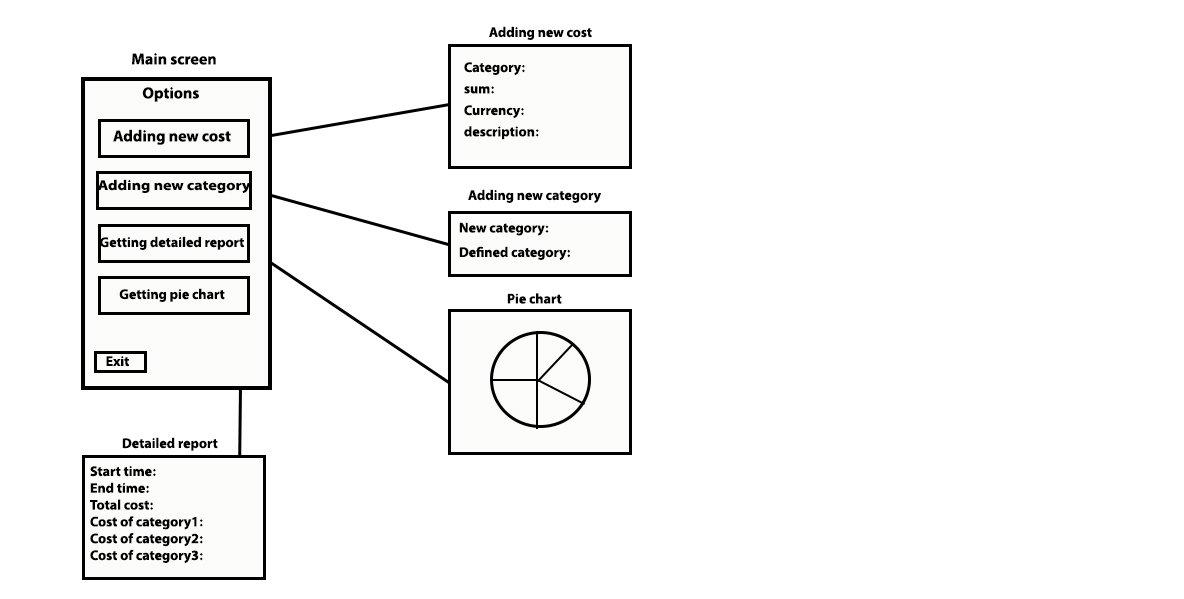 Main screen
Options
Adding new cost
Adding new category
Getting detailed report
Getting pie chart
Exit
Adding new cost
Category:
sum:
Currency:
description:
Adding new category
New category:
Defined category:
Pie chart
Detailed report
Start time:
End time:
Total cost:
Cost of category1:
Cost of category2:
Cost of category3: